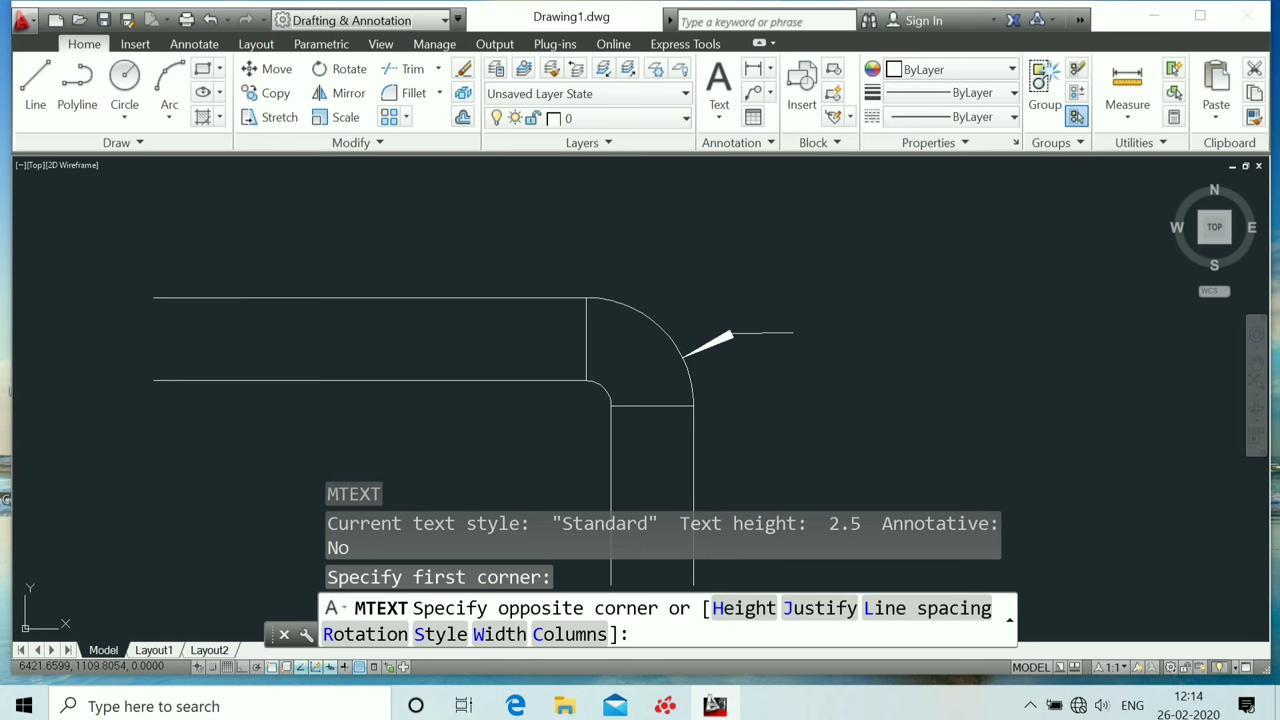 Drafting & Annotation
Drawing1.dwg
Type a keyword or phrase
Sign In
Home Insert Annotate Layout Parametric View Manage Output Plug-ins Online Express Tools
Line Polyline Circle Arc
Move Rotate Trim
Copy Mirror Fillet
Stretch Scale
Unsaved Layer State
0
Text
Insert
ByLayer
ByLayer
ByLayer
Group
Measure
Paste
Draw Modify Layers Annotation Block Properties Groups Utilities Clipboard
[−][Top][2D Wireframe]
N
W TOP E
S
WCS
MTEXT
Current text style: "Standard" Text height: 2.5 Annotative:
No
Specify first corner:
MTEXT Specify opposite corner or [Height Justify Line spacing
Rotation Style Width Columns]:
Y
X
Model Layout1 Layout2
6421.6599, 1109.8054, 0.0000
MODEL
1:1
Type here to search
ENG
12:14
26-02-2020